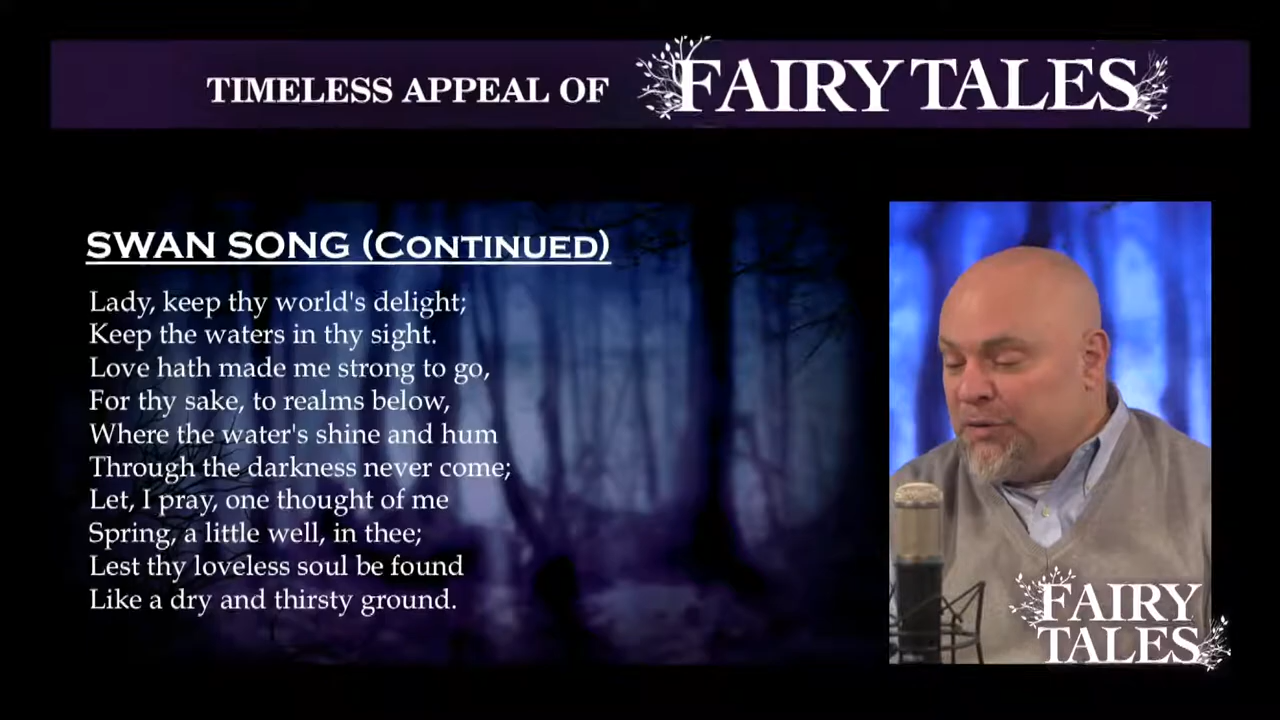 TIMELESS APPEAL OF FAIRY TALES
SWAN SONG (CONTINUED)
Lady, keep thy world's delight;
Keep the waters in thy sight.
Love hath made me strong to go,
For thy sake, to realms below,
Where the water's shine and hum
Through the darkness never come;
Let, I pray, one thought of me
Spring, a little well, in thee;
Lest thy loveless soul be found
Like a dry and thirsty ground.
FAIRY
TALES